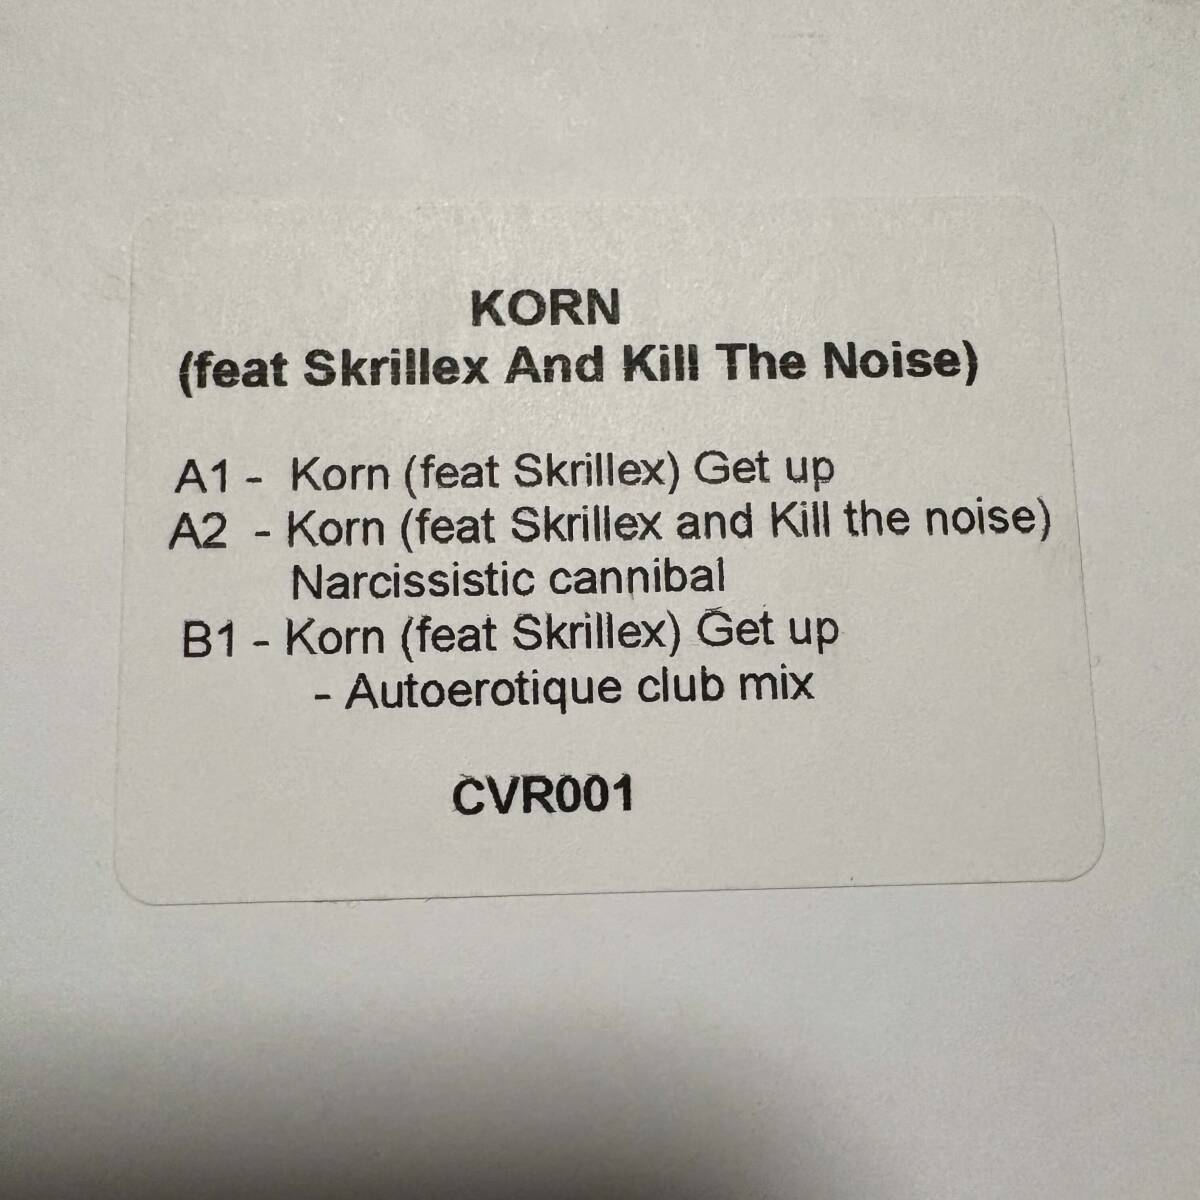 KORN
(feat Skrillex And Kill The Noise)
A1 - Korn (feat Skrillex) Get up
A2 - Korn (feat Skrillex and Kill the noise)
Narcissistic cannibal
B1 - Korn (feat Skrillex) Get up
- Autoerotique club mix
CVR001